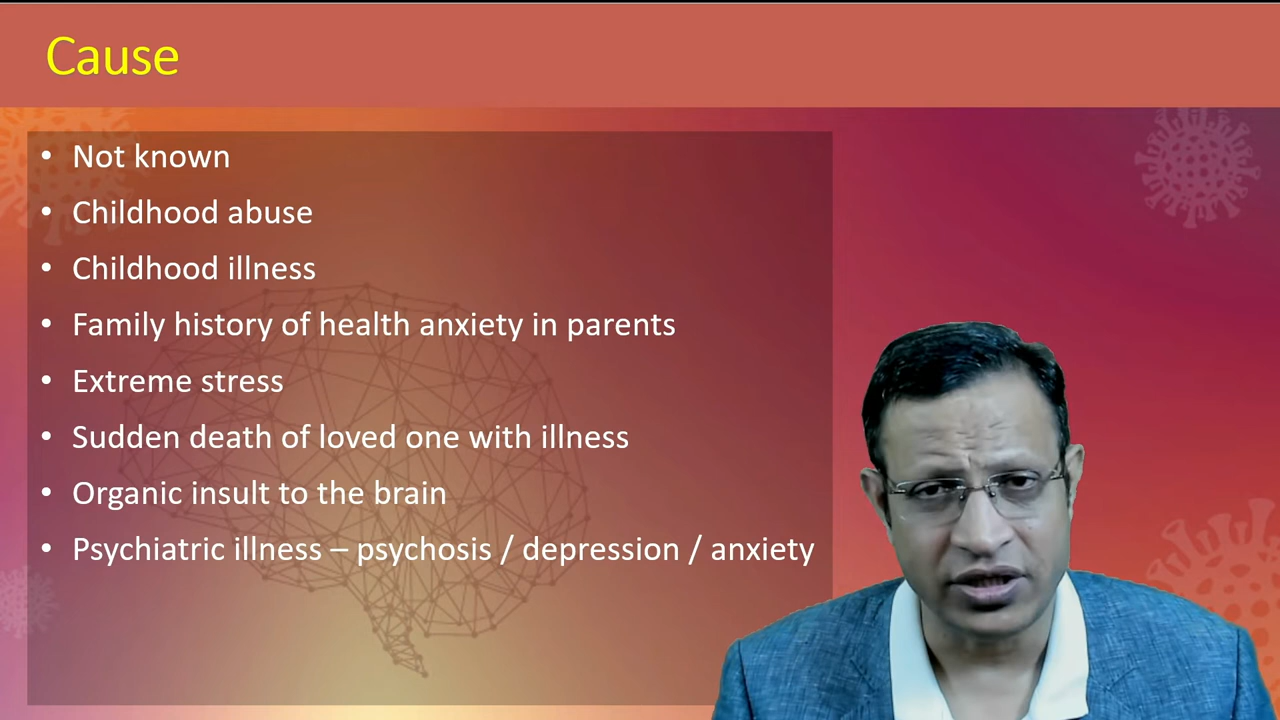 Cause
• Not known
• Childhood abuse
• Childhood illness
• Family history of health anxiety in parents
• Extreme stress
• Sudden death of loved one with illness
• Organic insult to the brain
• Psychiatric illness – psychosis / depression / anxiety